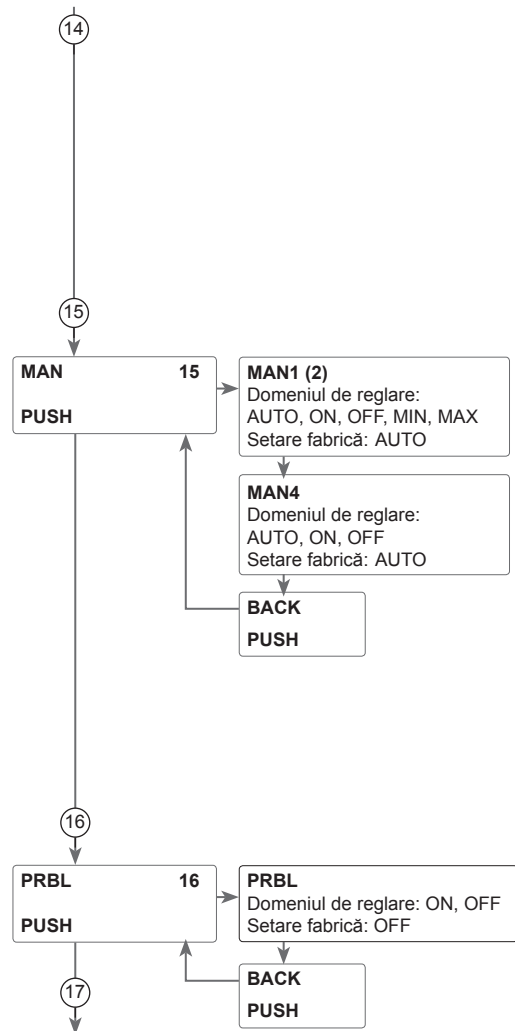 14
15
MAN 15
PUSH
MAN1 (2)
Domeniul de reglare:
AUTO, ON, OFF, MIN, MAX
Setare fabrică: AUTO
MAN4
Domeniul de reglare:
AUTO, ON, OFF
Setare fabrică: AUTO
BACK
PUSH
16
PRBL 16
PUSH
PRBL
Domeniul de reglare: ON, OFF
Setare fabrică: OFF
BACK
PUSH
17